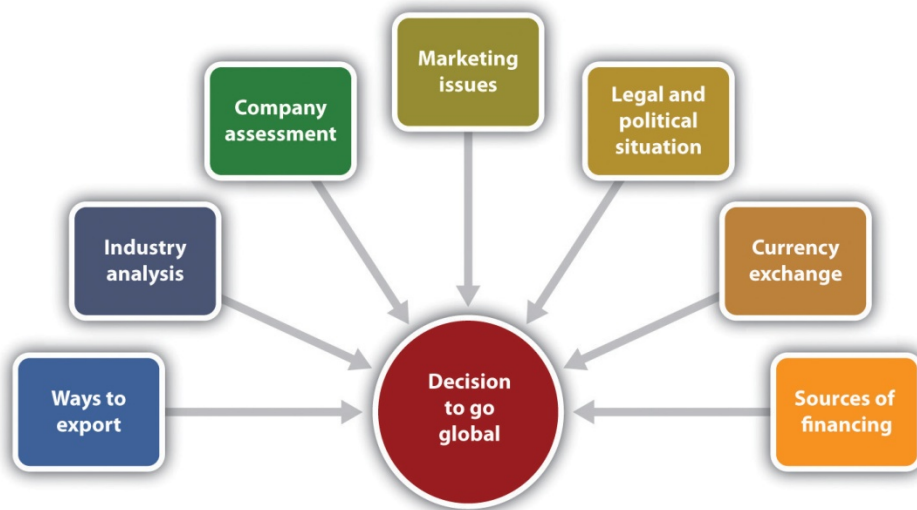 Marketing
issues
Company
assessment
Legal and
political
situation
Industry
analysis
Currency
exchange
Ways to
export
Decision
to go
global
Sources of
financing